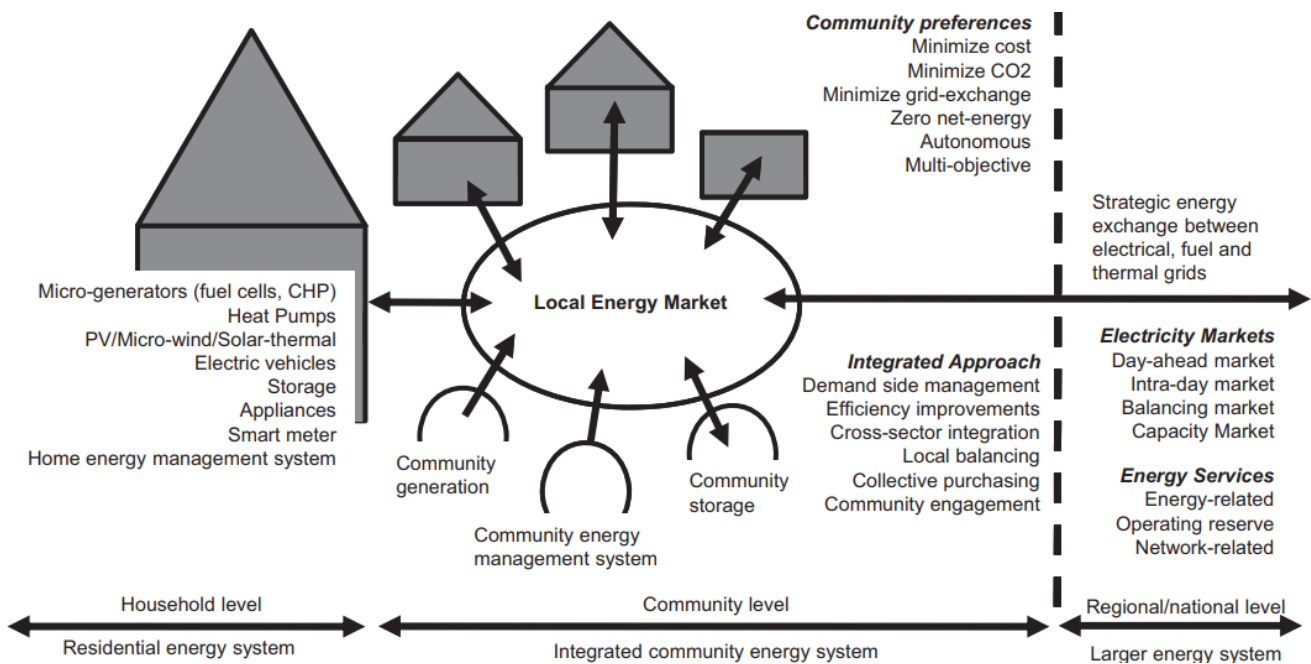 Community preferences
Minimize cost
Minimize CO2
Minimize grid-exchange
Zero net-energy
Autonomous
Multi-objective
Strategic energy
exchange between
electrical, fuel and
thermal grids
Micro-generators (fuel cells, CHP)
Heat Pumps
PV/Micro-wind/Solar-thermal
Electric vehicles
Storage
Appliances
Smart meter
Home energy management system
Local Energy Market
Integrated Approach
Demand side management
Efficiency improvements
Cross-sector integration
Local balancing
Collective purchasing
Community engagement
Electricity Markets
Day-ahead market
Intra-day market
Balancing market
Capacity Market
Energy Services
Energy-related
Operating reserve
Network-related
Community
generation
Community energy
management system
Community
storage
Household level
Residential energy system
Community level
Integrated community energy system
Regional/national level
Larger energy system